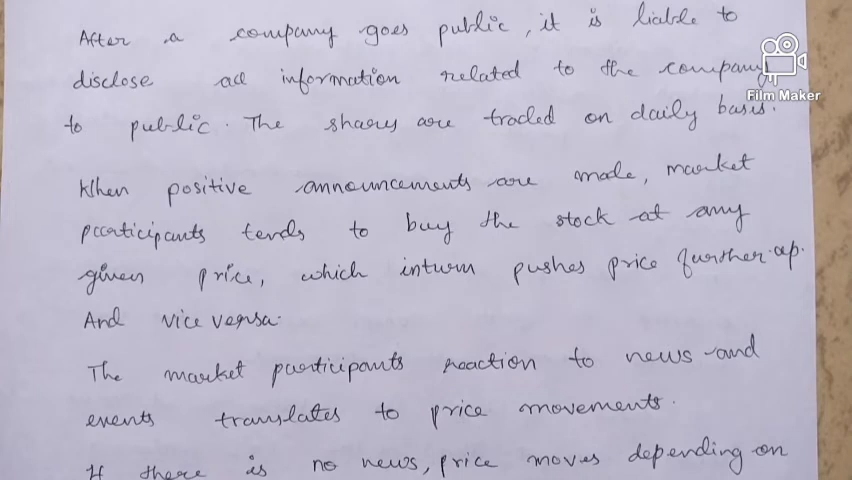 After a company goes public, it is liable to
disclose all information related to the company
Film Maker
to public. The shares are traded on daily basis.
When positive announcements are made, market
participants tends to buy the stock at any
given price, which inturn pushes price further up.
And vice versa.
The market participants reaction to news and
events translates to price movements.
If there is no news, price moves depending on